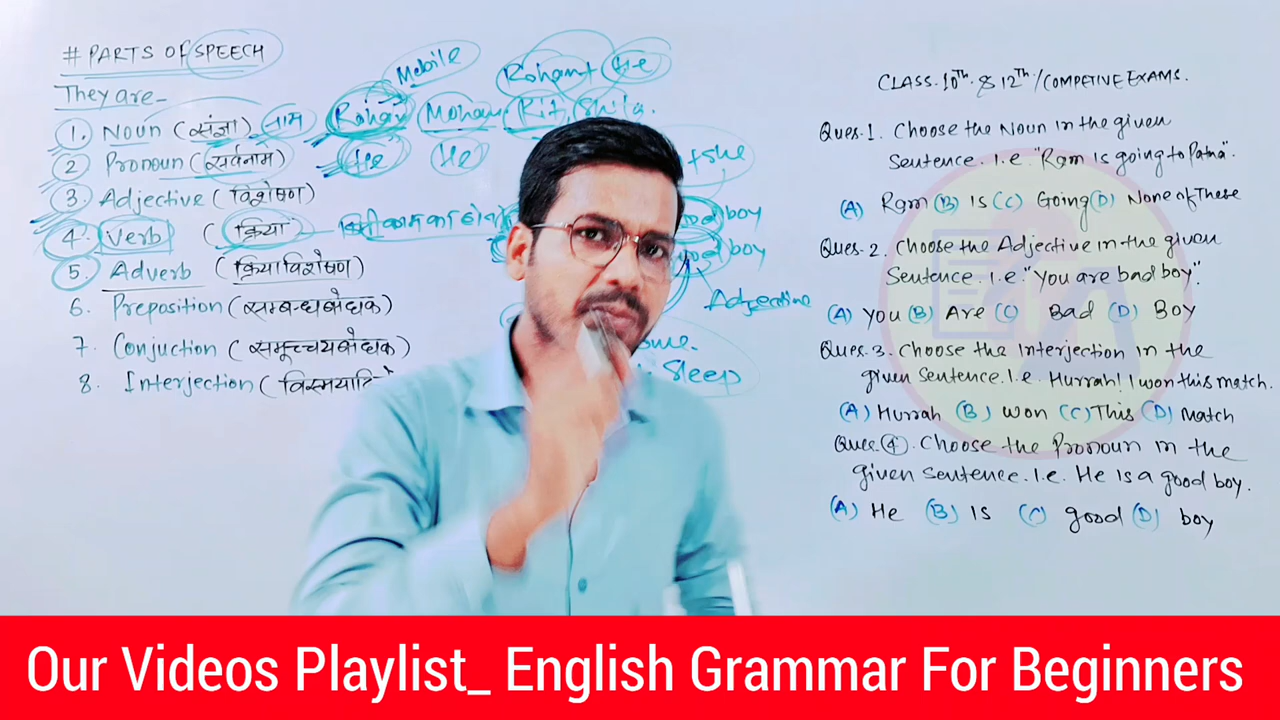 # PARTS OF SPEECH
They are-
1. Noun (संज्ञा) नाम
2 Pronoun (सर्वनाम)
3. Adjective (विशेषण)
4. Verb (क्रिया)
5. Adverb (क्रियाविशेषण)
6. Preposition (सम्बन्धबोधक)
7. Conjuction (समूच्चयबोधक)
8. Interjection (
Mobile
Rohan He
Rohan Mohan, Rit, Shila.
He He she
boy
boy
Adjective
Sleep
CLASS. 10th. & 12th/COMPETIVE EXAMS.
Ques.1. Choose the Noun in the given
Sentence. I.e "Ram is going to Patna".
(A) Ram (B) Is (C) Going (D) None of These
Ques-2. Choose the Adjective in the given
Sentence. I.e "You are bad boy".
(A) You (B) Are (C) Bad (D) Boy
Ques-3. Choose the Interjection in the
given Sentence. I.e. Hurrah! I won this match.
(A) Hurrah (B) won (C) This (D) Match
Ques. (4). Choose the Pronoun in the
given sentence. I.e. He is a good boy.
(A) He (B) Is (C) good (D) boy
Our Videos Playlist_ English Grammar For Beginners